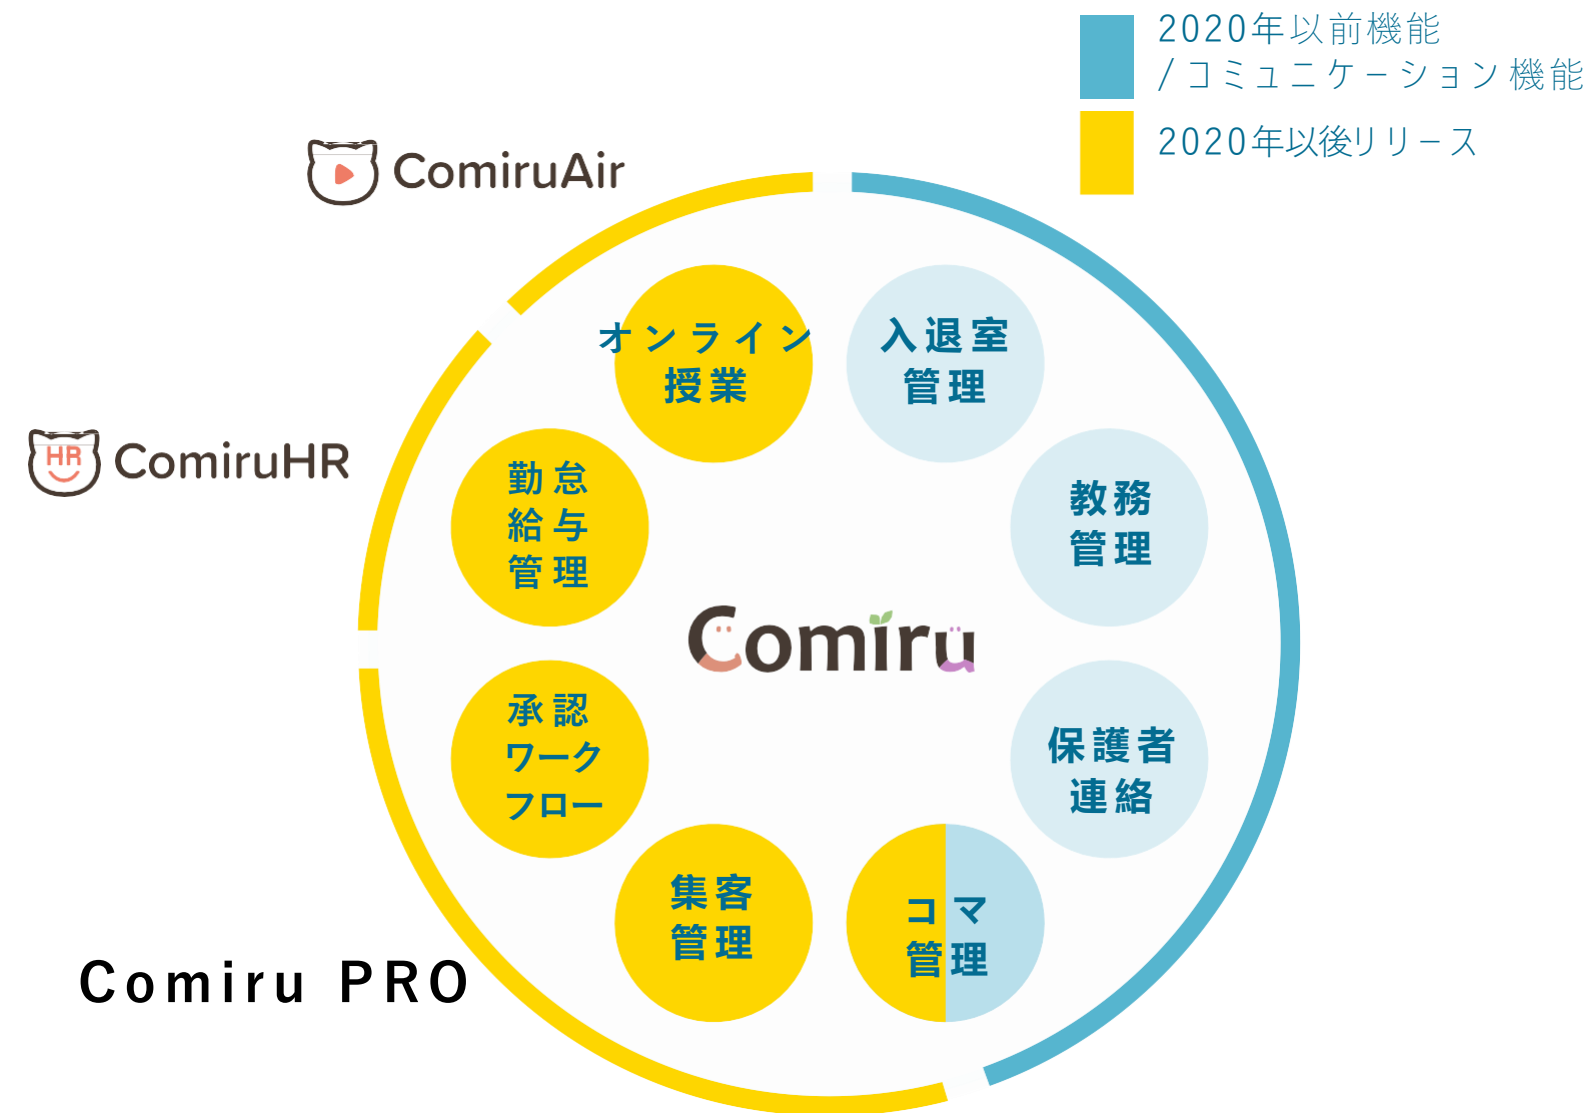 2020年以前機能
/コミュニケーション機能
2020年以後リリース
ComiruAir
オンライン
授業
入退室
管理
HR
ComiruHR
勤怠
給与
管理
教務
管理
Comiru
承認
ワーク
フロー
保護者
連絡
集客
管理
コマ
管理
Comiru PRO